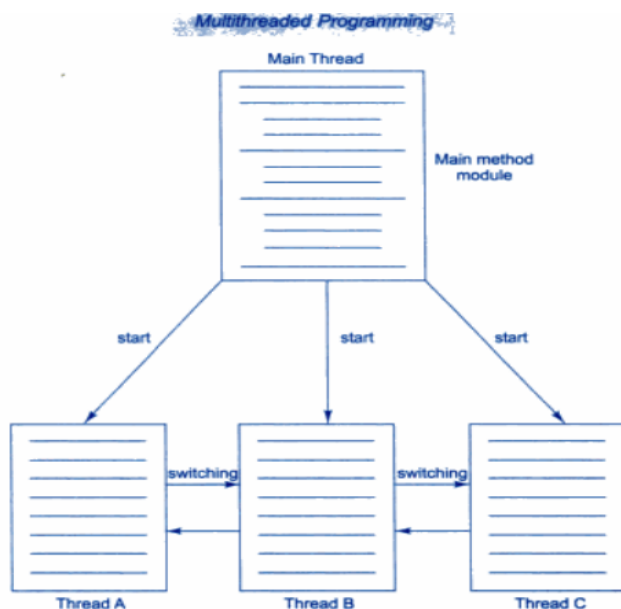 Multithreaded Programming
Main Thread
Main method
module
start
start
start
switching
switching
Thread A
Thread B
Thread C